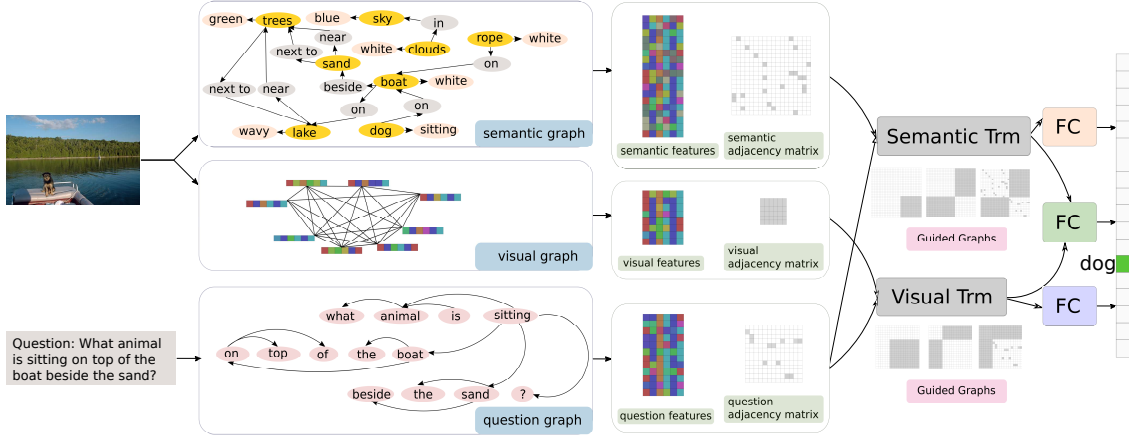 green
trees
blue
sky
in
rope
white
near
white
clouds
next to
sand
on
next to
near
beside
boat
white
on
on
wavy
lake
dog
sitting
semantic graph
semantic features
semantic
adjacency matrix
visual graph
visual features
visual
adjacency matrix
Question: What animal
is sitting on top of the
boat beside the sand?
what
animal
is
sitting
on
top
of
the
boat
beside
the
sand
?
question graph
question features
question
adjacency matrix
Semantic Trm
Guided Graphs
Visual Trm
Guided Graphs
FC
FC
FC
dog